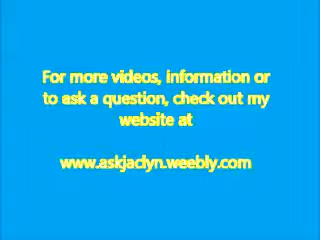 For more videos, information or
to ask a question, check out my
website at
www.askjaclyn.weebly.com